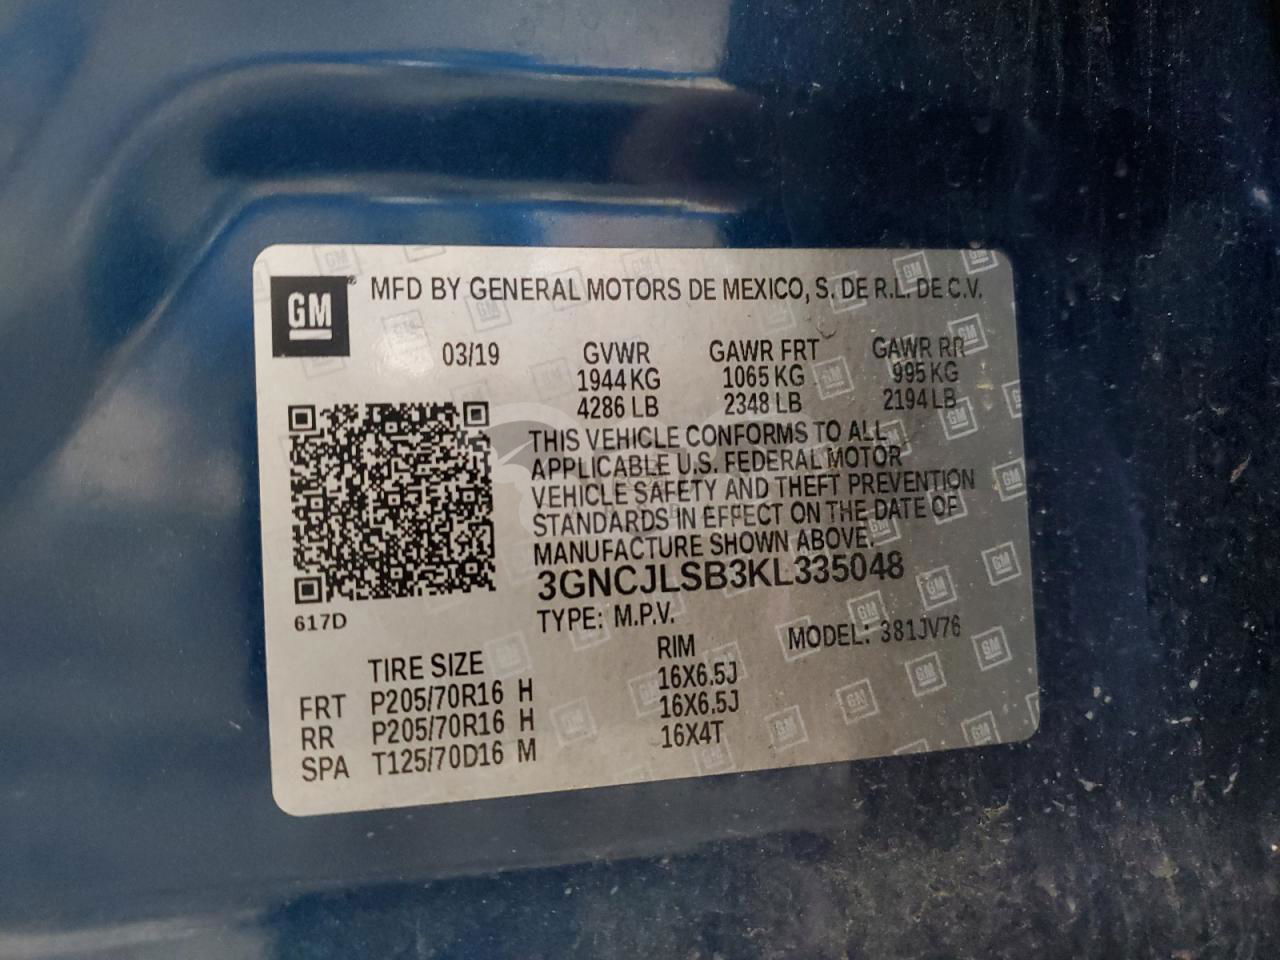 GM
MFD BY GENERAL MOTORS DE MEXICO, S. DE R.L. DE C.V.
03/19 GVWR GAWR FRT GAWR RR
1944 KG 1065 KG 995 KG
4286 LB 2348 LB 2194 LB
THIS VEHICLE CONFORMS TO ALL
APPLICABLE U.S. FEDERAL MOTOR
VEHICLE SAFETY AND THEFT PREVENTION
STANDARDS IN EFFECT ON THE DATE OF
MANUFACTURE SHOWN ABOVE.
3GNCJLSB3KL335048
617D
TYPE: M.P.V. MODEL: 381JV76
TIRE SIZE RIM
FRT P205/70R16 H 16X6.5J
RR P205/70R16 H 16X6.5J
SPA T125/70D16 M 16X4T